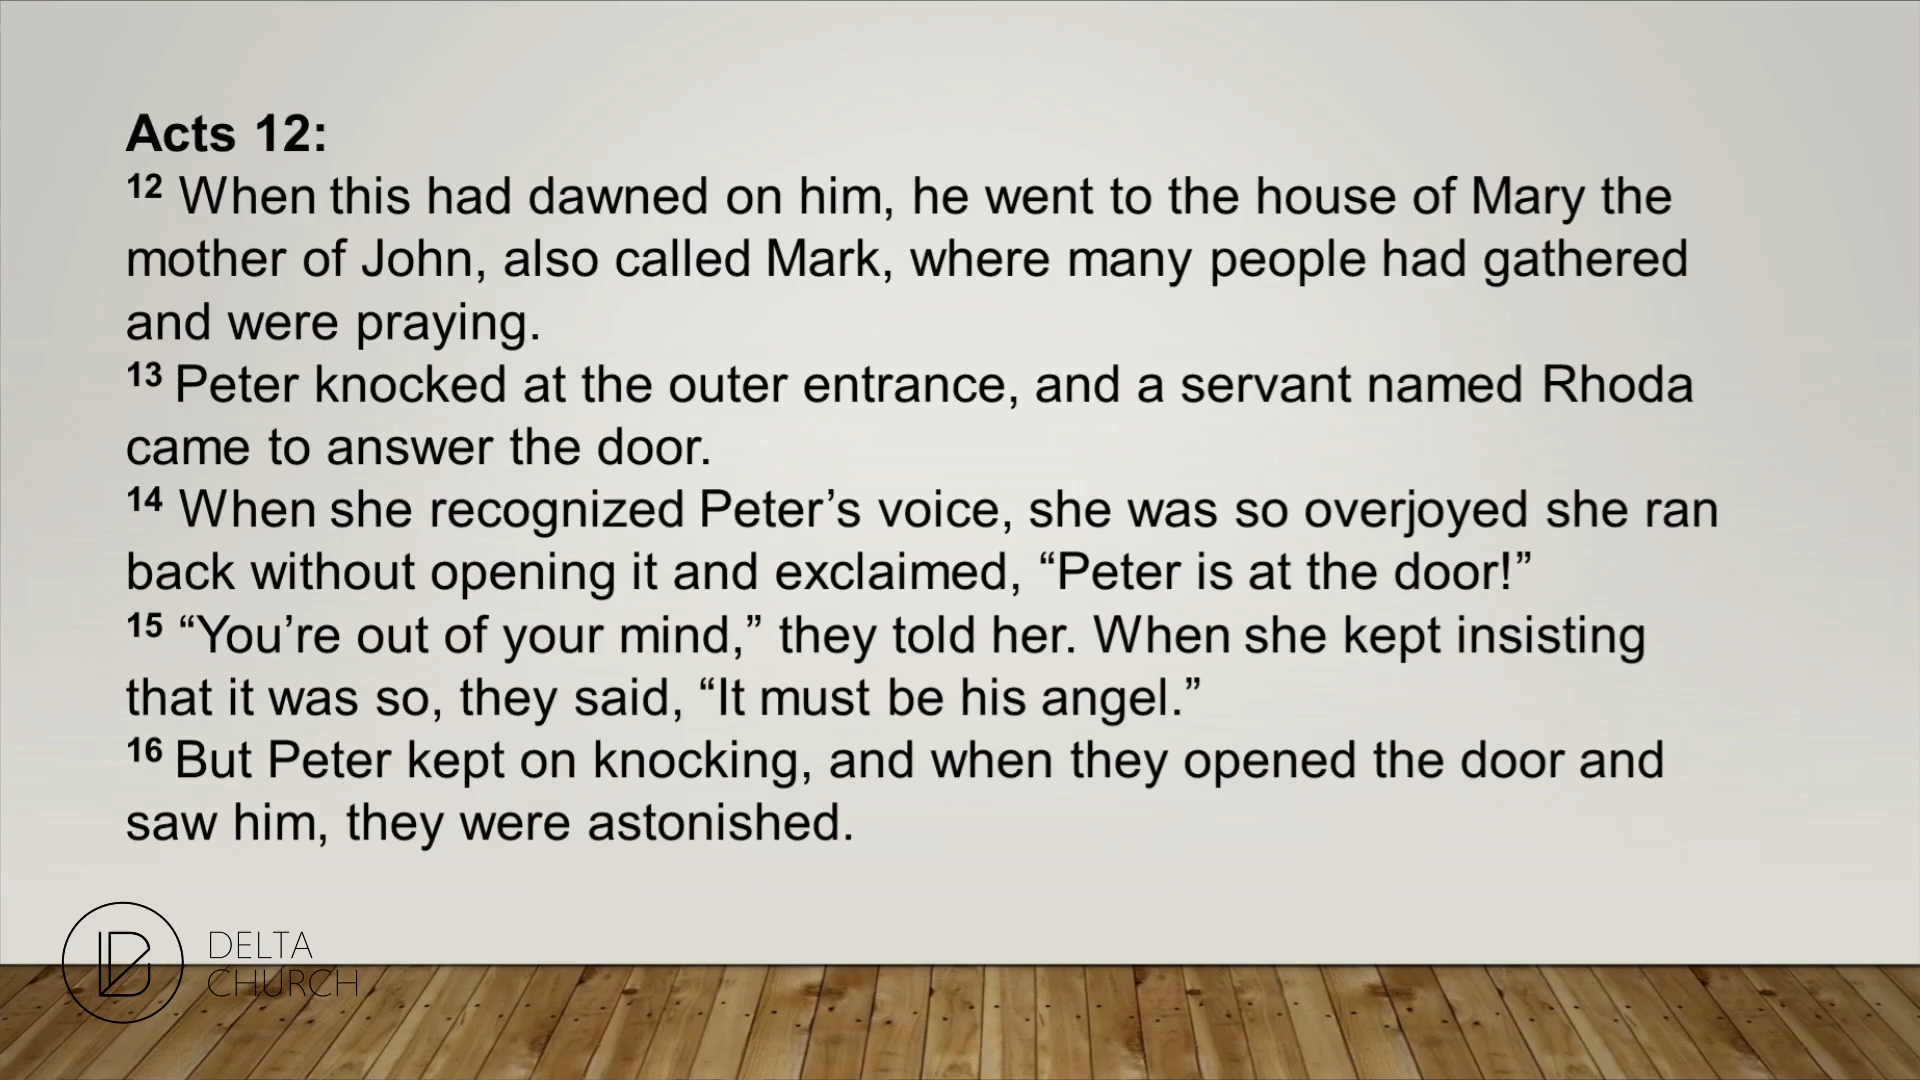 Acts 12:
12 When this had dawned on him, he went to the house of Mary the
mother of John, also called Mark, where many people had gathered
and were praying.
13 Peter knocked at the outer entrance, and a servant named Rhoda
came to answer the door.
14 When she recognized Peter’s voice, she was so overjoyed she ran
back without opening it and exclaimed, “Peter is at the door!”
15 “You’re out of your mind,” they told her. When she kept insisting
that it was so, they said, “It must be his angel.”
16 But Peter kept on knocking, and when they opened the door and
saw him, they were astonished.
DELTA
CHURCH